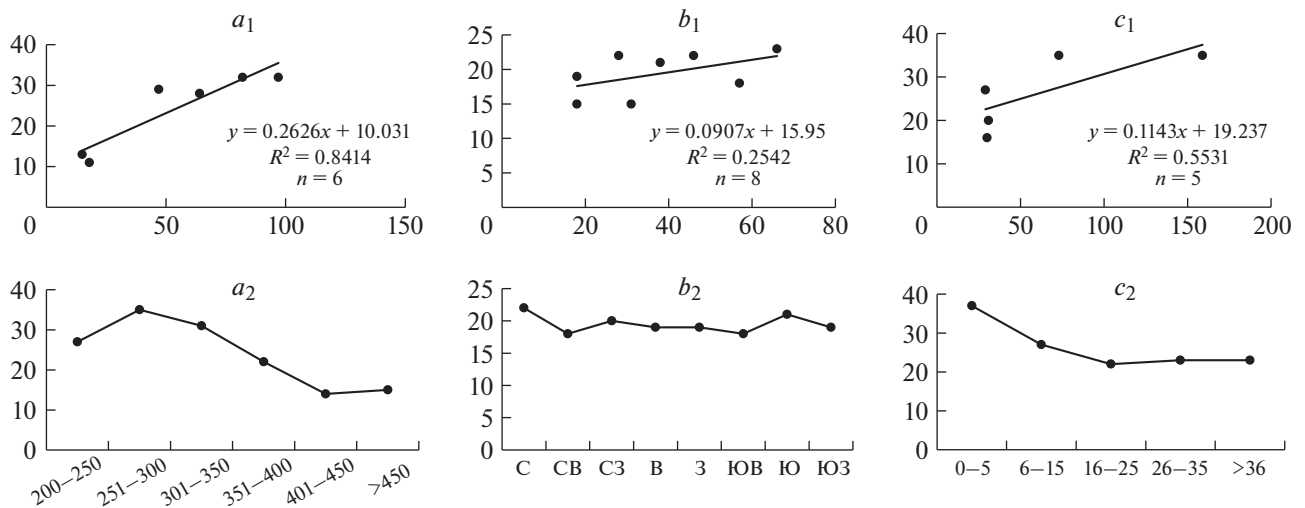 a1
40
30
20
10
0
50
100
150
y = 0.2626x + 10.031
R² = 0.8414
n = 6
b1
25
20
15
10
5
0
20
40
60
80
y = 0.0907x + 15.95
R² = 0.2542
n = 8
c1
40
30
20
10
0
50
100
150
200
y = 0.1143x + 19.237
R² = 0.5531
n = 5
a2
40
30
20
10
0
200–250
251–300
301–350
351–400
401–450
>450
b2
25
20
15
10
5
0
С
СВ
СЗ
В
З
ЮВ
Ю
ЮЗ
c2
40
30
20
10
0
0–5
6–15
16–25
26–35
>36